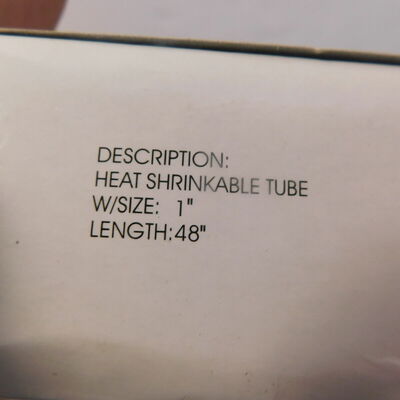 DESCRIPTION:
HEAT SHRINKABLE TUBE
W/SIZE: 1"
LENGTH:48"